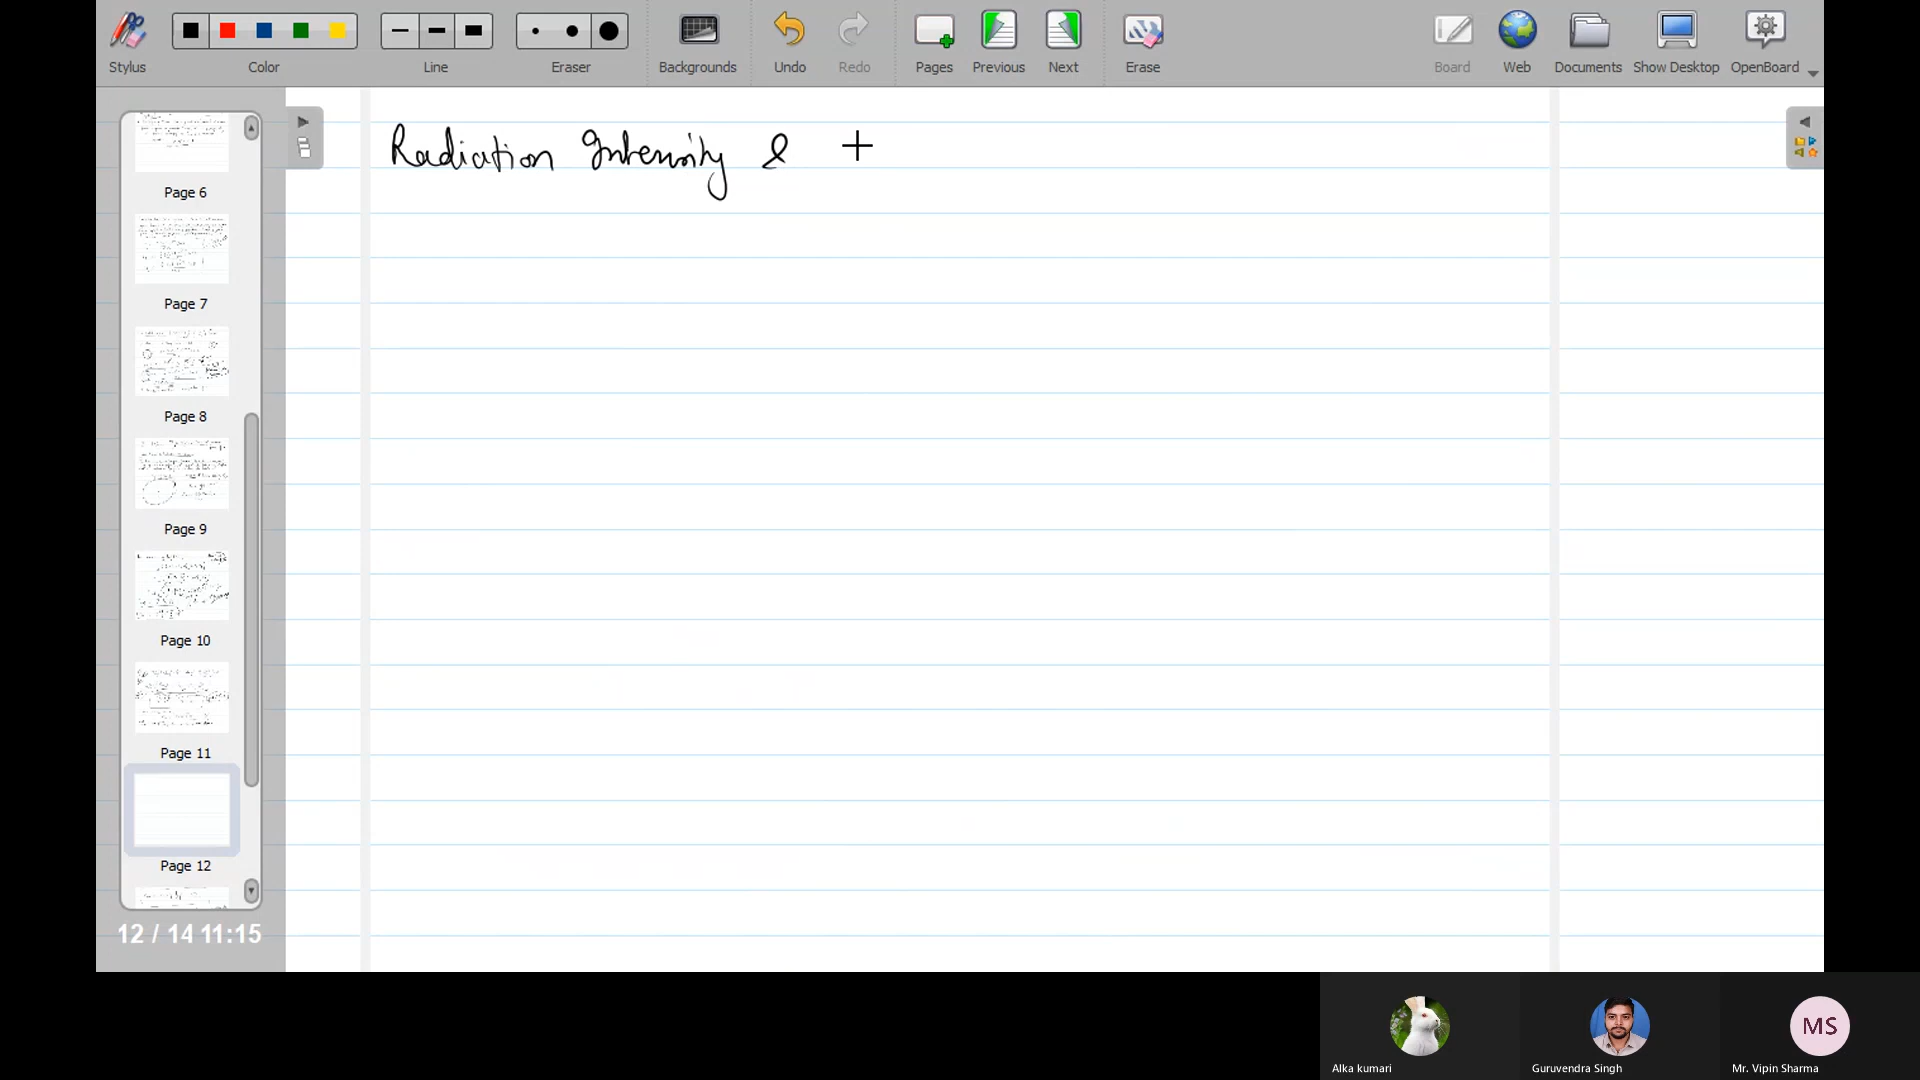 Stylus
Color
Line
Eraser
Backgrounds
Undo
Redo
Pages
Previous
Next
Erase
Board
Web
Documents
Show Desktop
OpenBoard
Radiation Intensity &
Page 6
Page 7
Page 8
Page 9
Page 10
Page 11
Page 12
12 / 14 11:15
MS
Alka kumari
Guruvendra Singh
Mr. Vipin Sharma